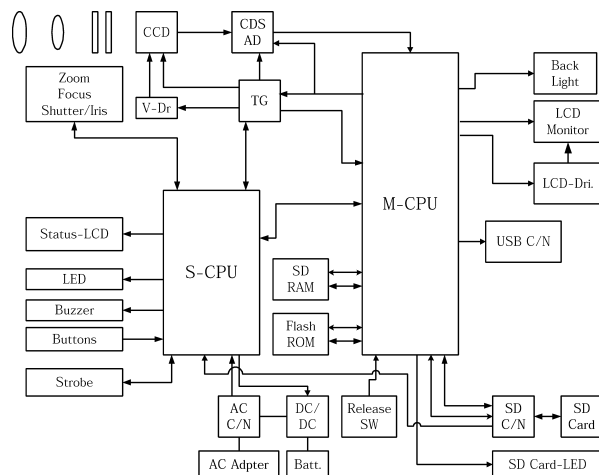 CCD
CDS
AD
Zoom
Focus
Shutter/Iris
V-Dr
TG
Back
Light
LCD
Monitor
LCD-Dri.
M-CPU
Status-LCD
S-CPU
USB C/N
LED
SD
RAM
Buzzer
Buttons
Flash
ROM
Strobe
AC
C/N
DC/
DC
Release
SW
SD
C/N
SD
Card
AC Adpter
Batt.
SD Card-LED